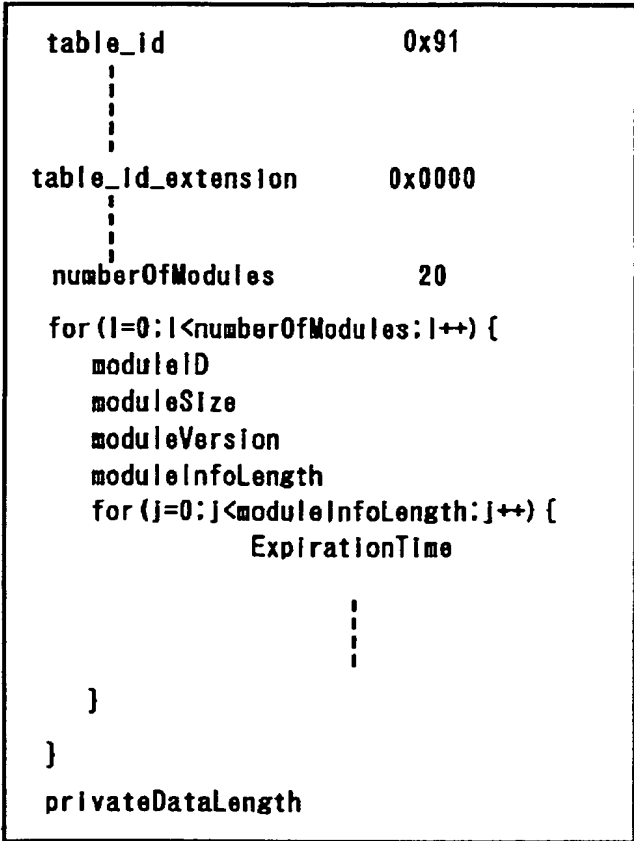 table_id 0x91
table_id_extension 0x0000
numberOfModules 20
for(i=0;i<numberOfModules;i++){
moduleID
moduleSize
moduleVersion
moduleInfoLength
for(j=0;j<moduleInfoLength;j++){
ExpirationTime
}
}
privateDataLength